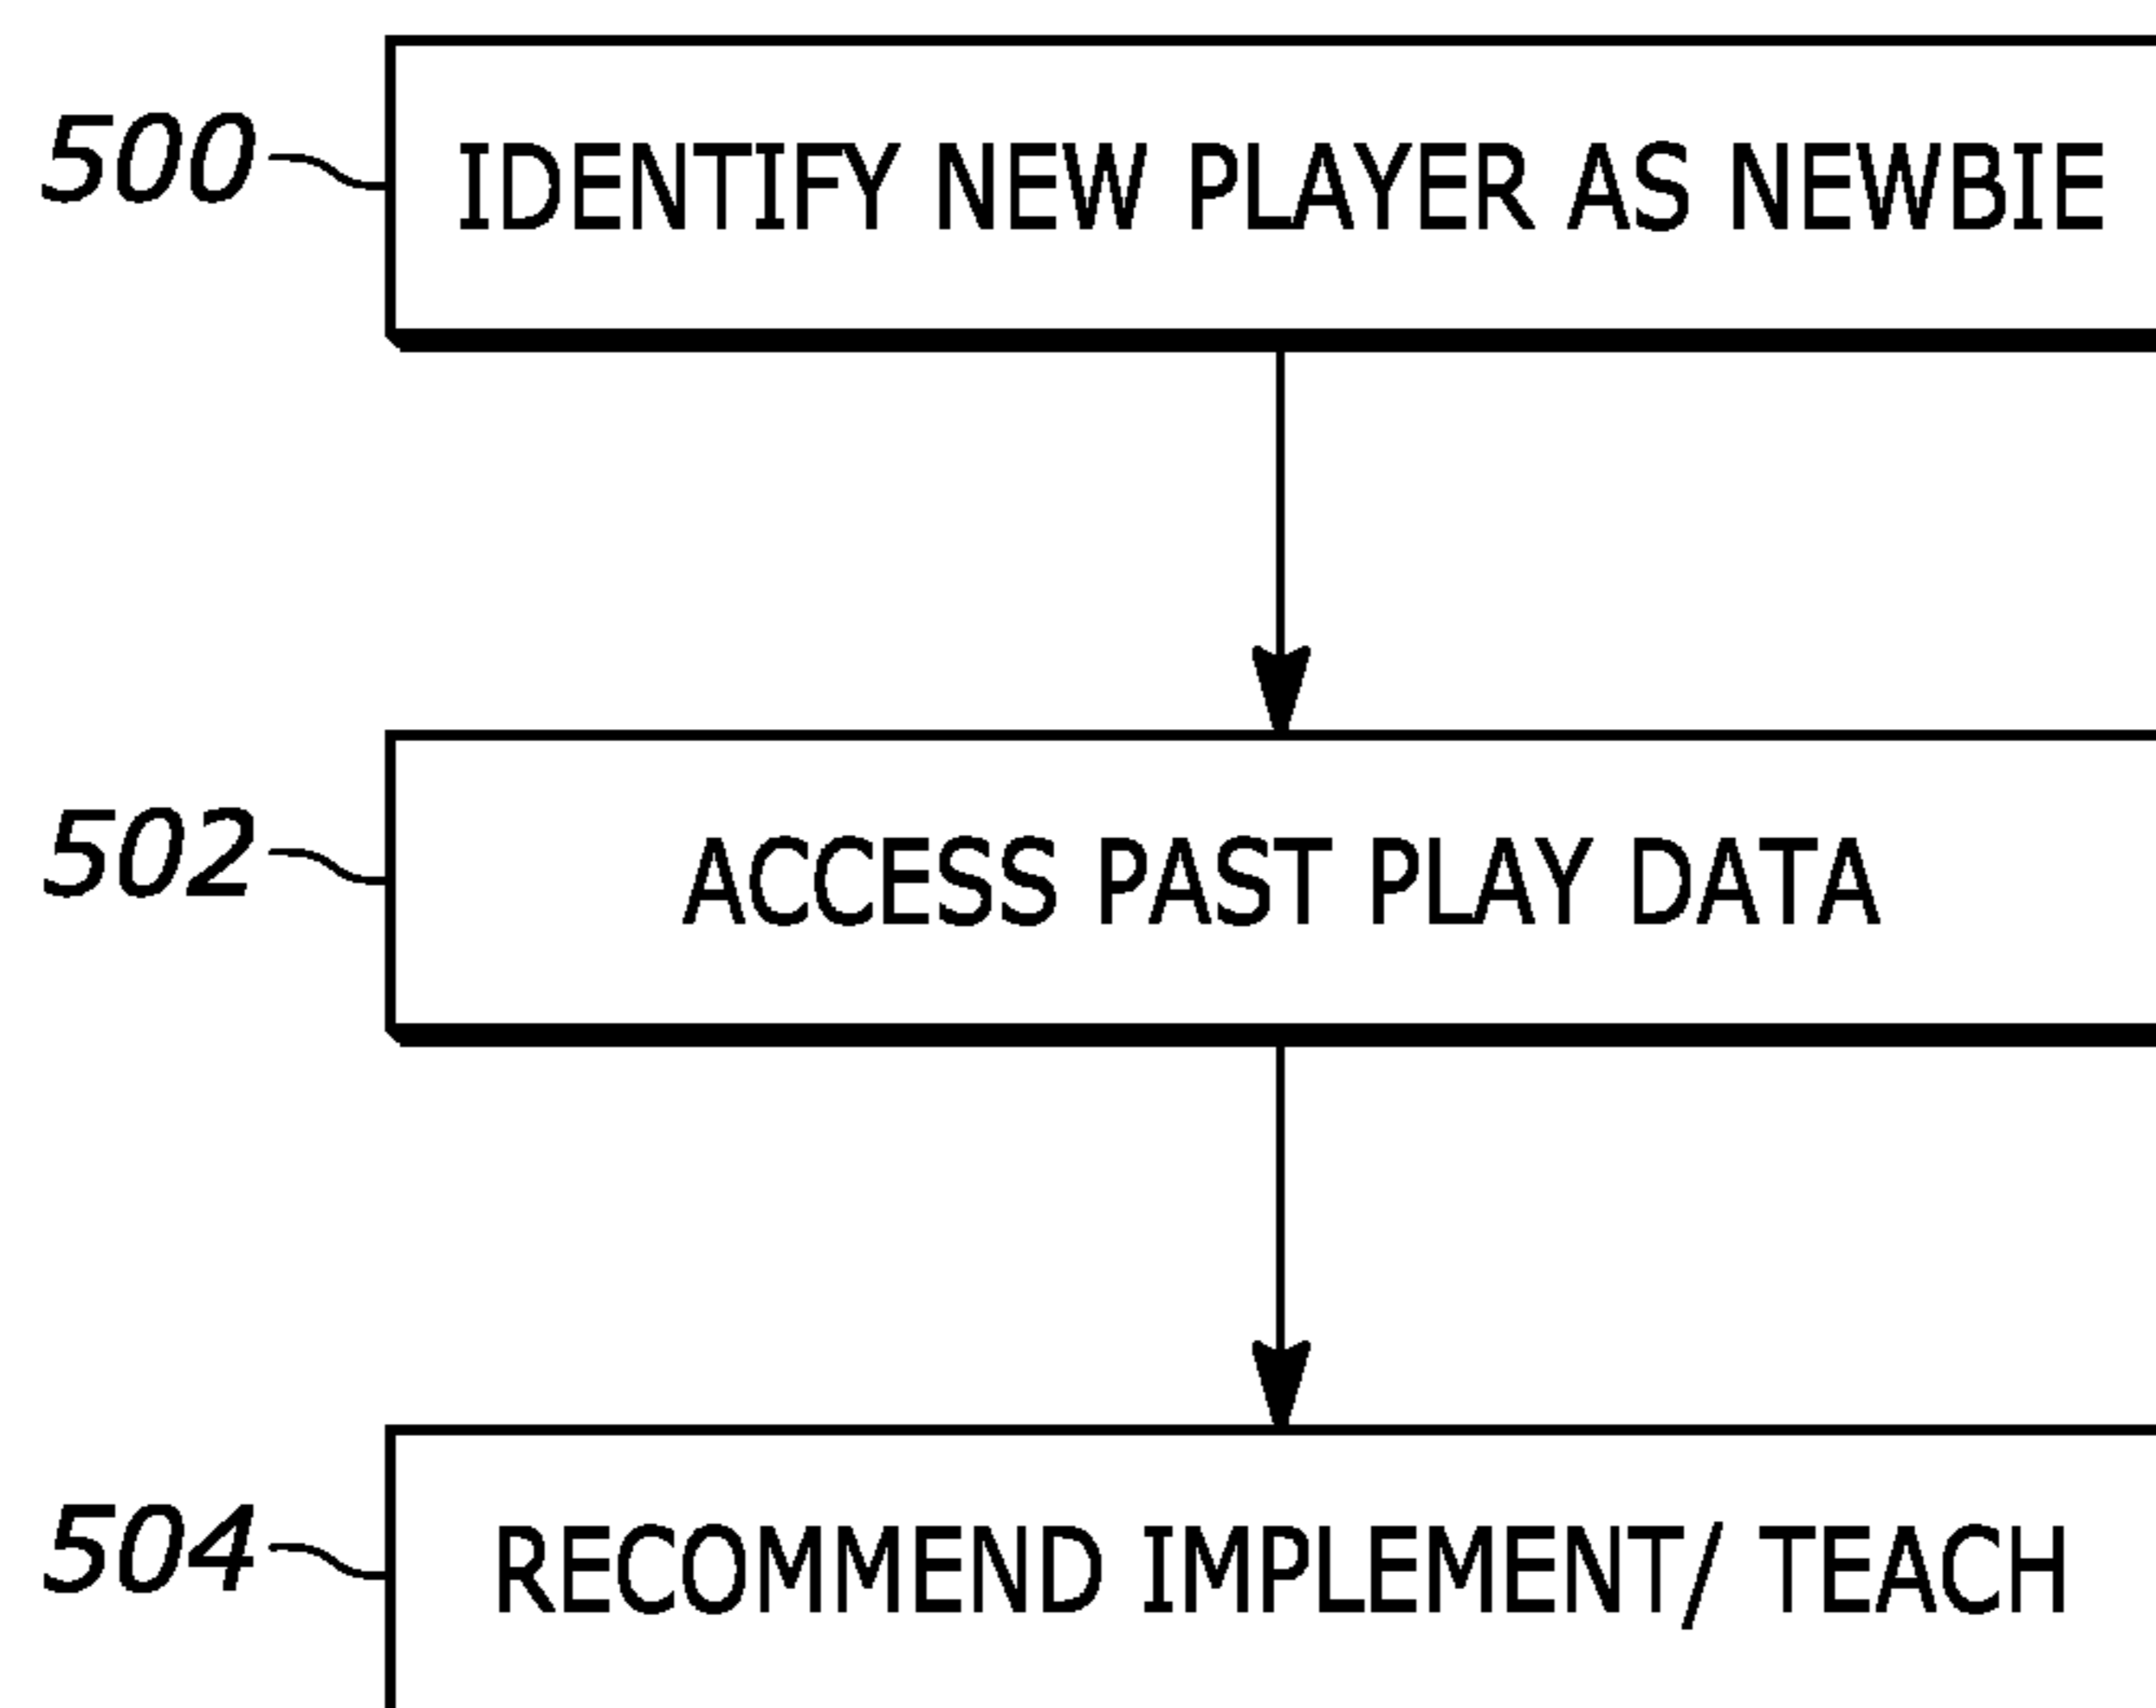 500 IDENTIFY NEW PLAYER AS NEWBIE
502 ACCESS PAST PLAY DATA
504 RECOMMEND IMPLEMENT/ TEACH